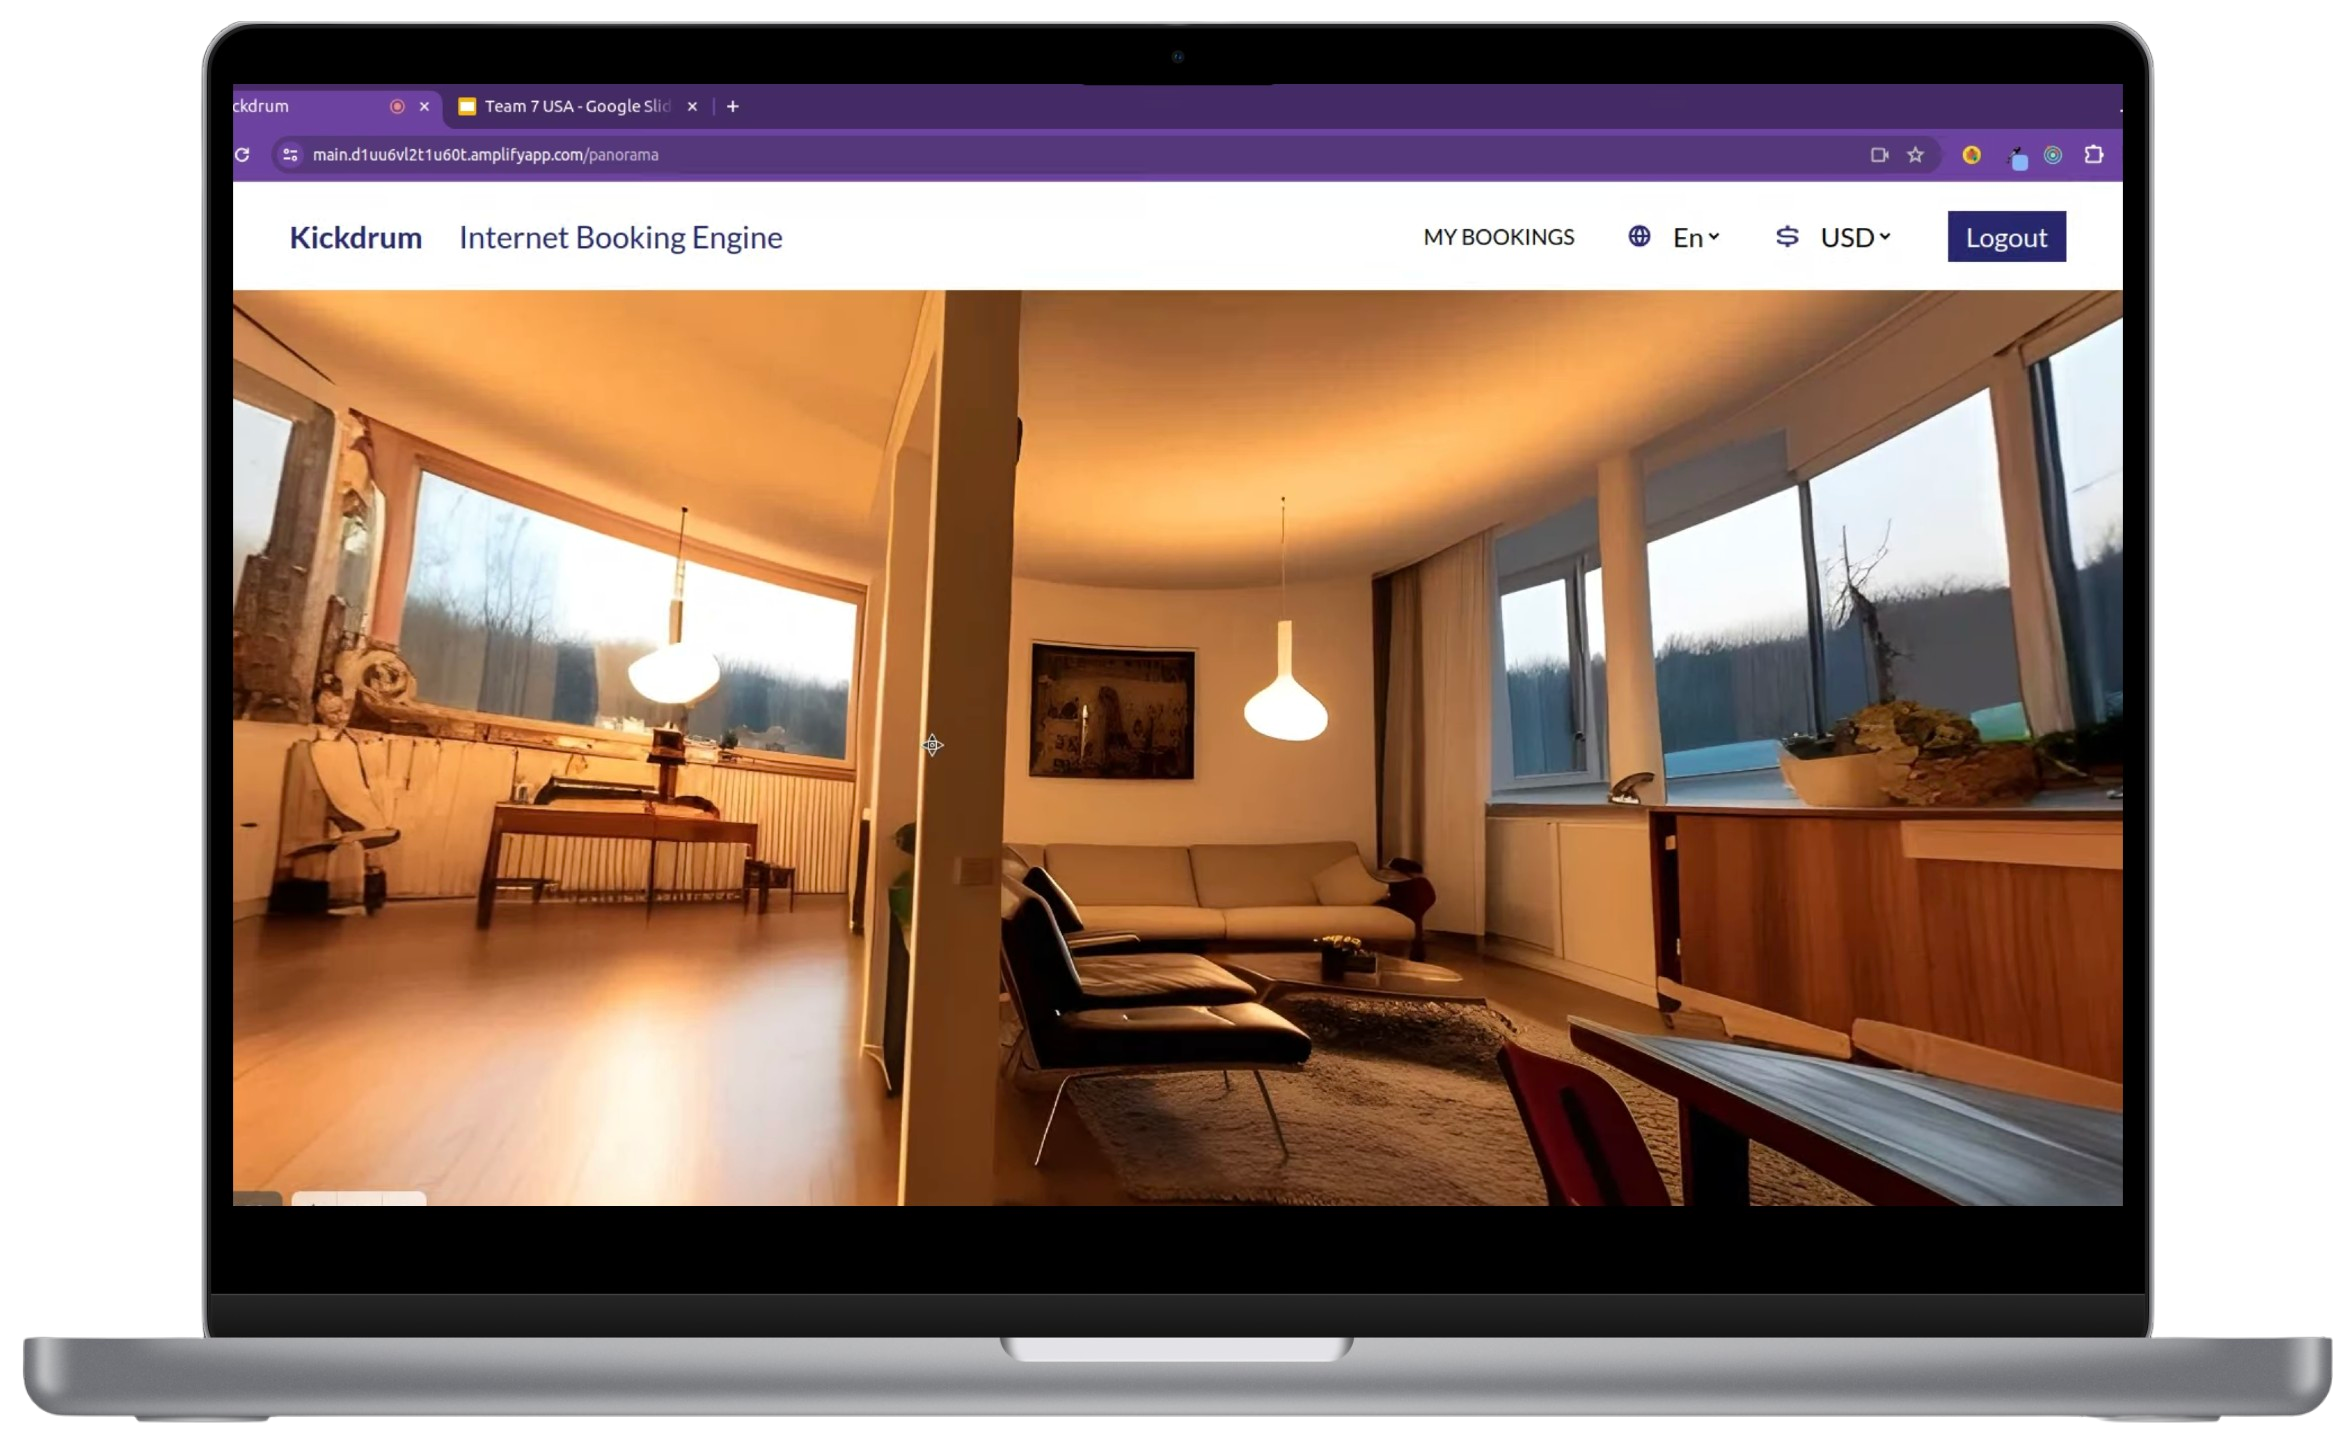 ckdrum
Team 7 USA - Google Slid
main.d1uu6vl2t1u60t.amplifyapp.com/panorama
Kickdrum Internet Booking Engine MY BOOKINGS En USD Logout